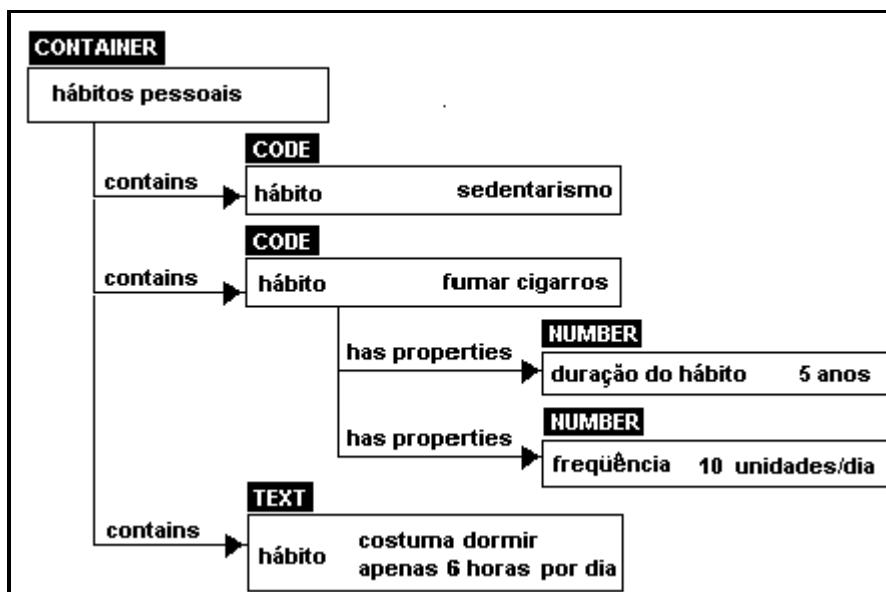 CONTAINER
hábitos pessoais
CODE
contains
hábito sedentarismo
CODE
contains
hábito fumar cigarros
NUMBER
has properties
duração do hábito 5 anos
NUMBER
has properties
freqüência 10 unidades/dia
TEXT
contains
hábito costuma dormir
apenas 6 horas por dia